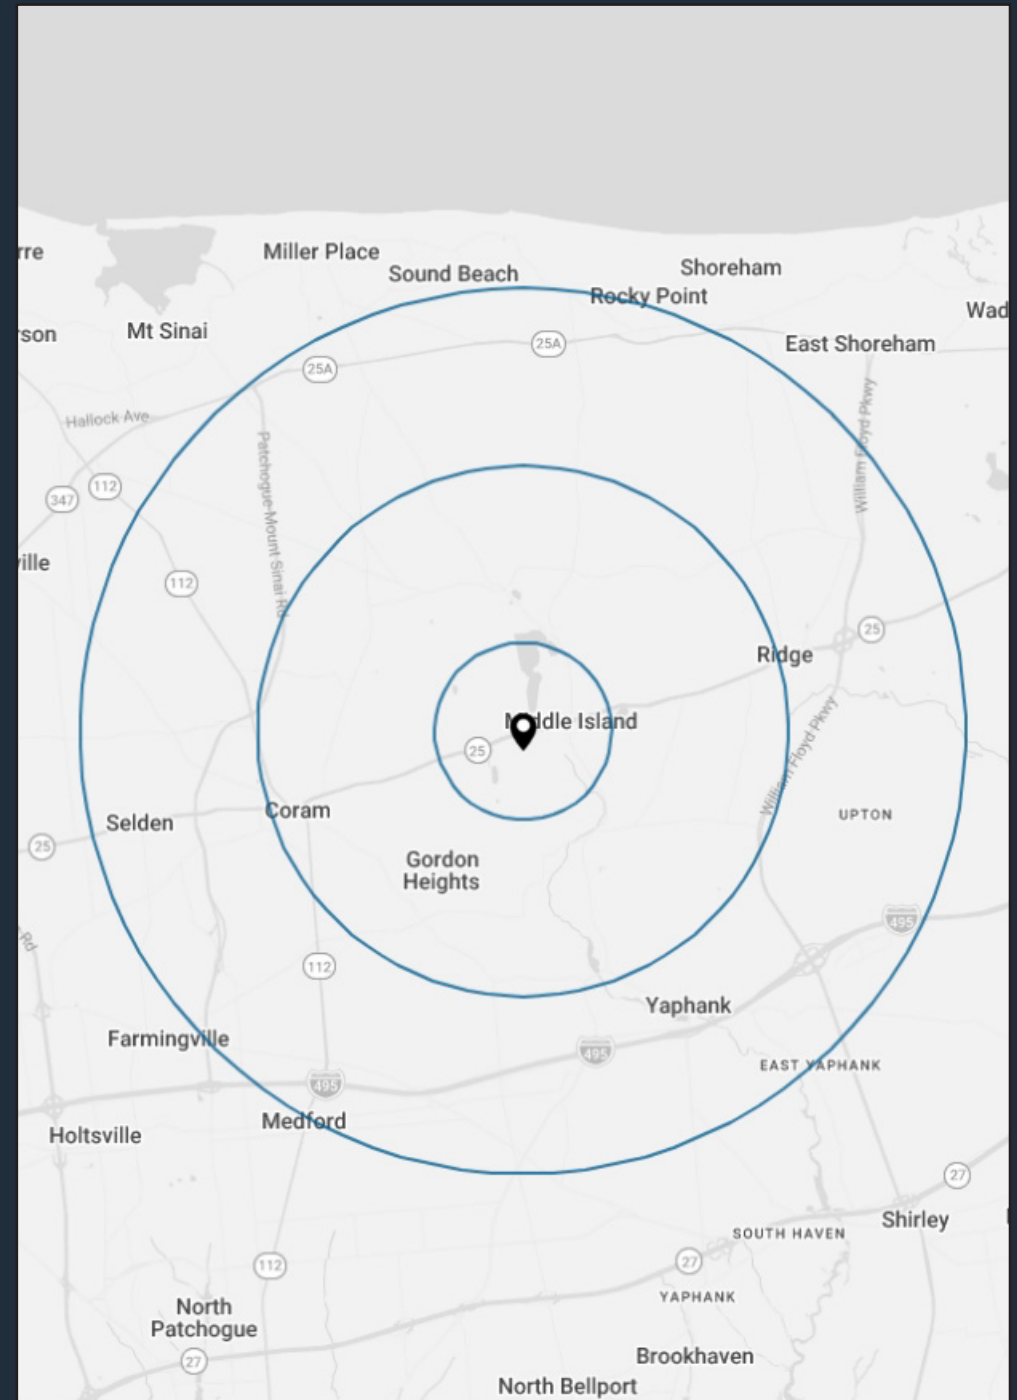 rre
Miller Place
Sound Beach
Shoreham
Rocky Point
Wad
rson
Mt Sinai
25A
East Shoreham
25A
Hallock Ave
William Floyd Pkwy
Patchogue-Mount Sinai Rd
112
347
ville
112
25
Ridge
Middle Island
25
William Floyd Pkwy
Coram
UPTON
Selden
25
Gordon
Heights
495
Rd
112
Yaphank
Farmingville
495
EAST YAPHANK
495
Medford
Holtsville
27
Shirley
SOUTH HAVEN
27
112
YAPHANK
North
Patchogue
27
Brookhaven
North Bellport